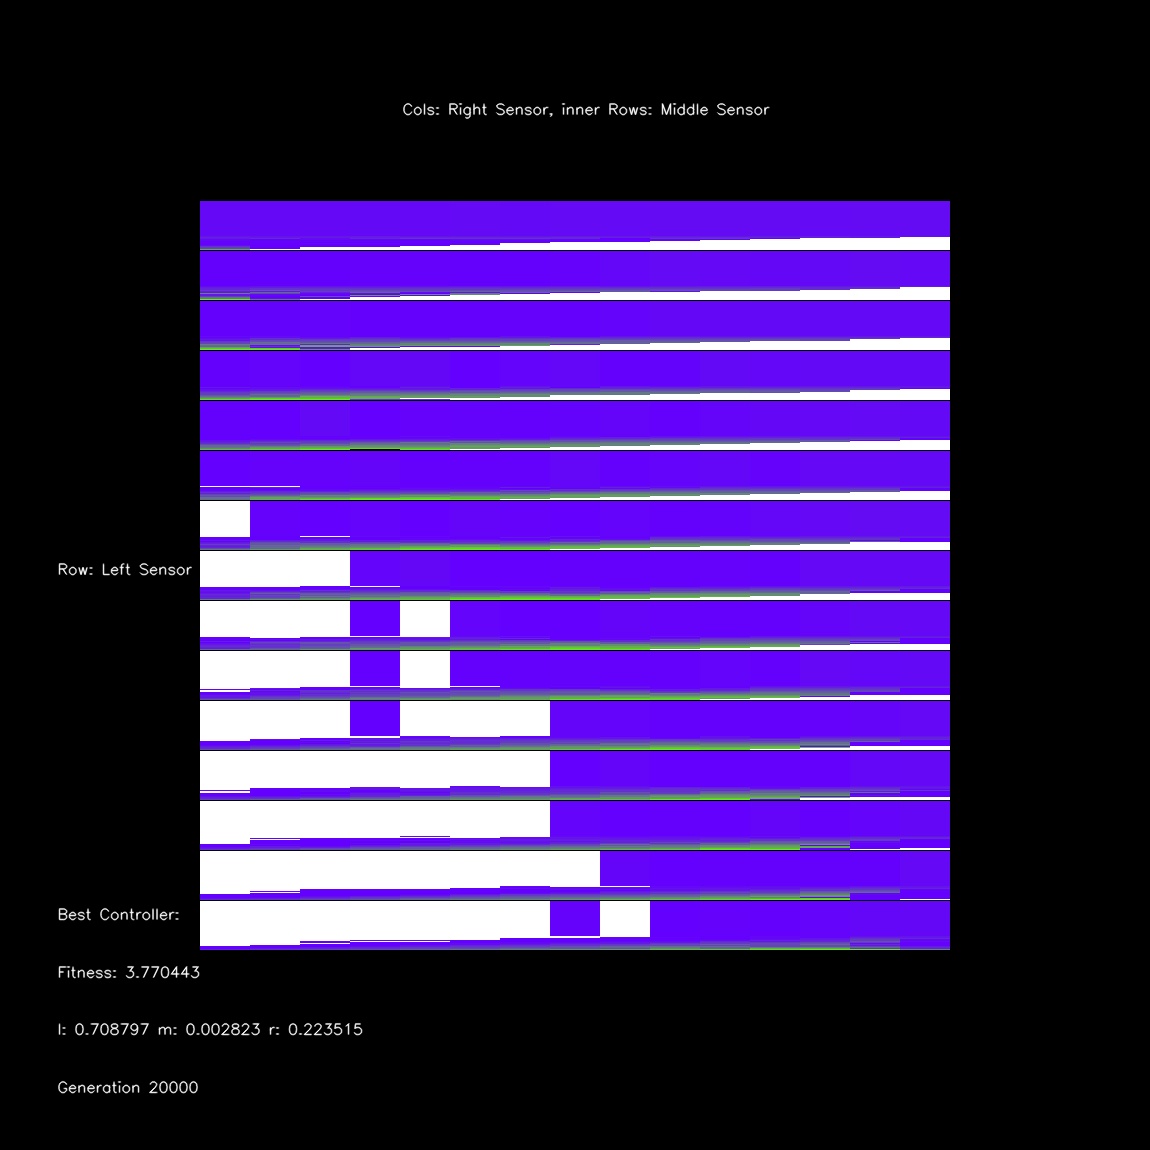 Cols: Right Sensor, inner Rows: Middle Sensor
Row: Left Sensor
Best Controller:
Fitness: 3.770443
l: 0.708797 m: 0.002823 r: 0.223515
Generation 20000